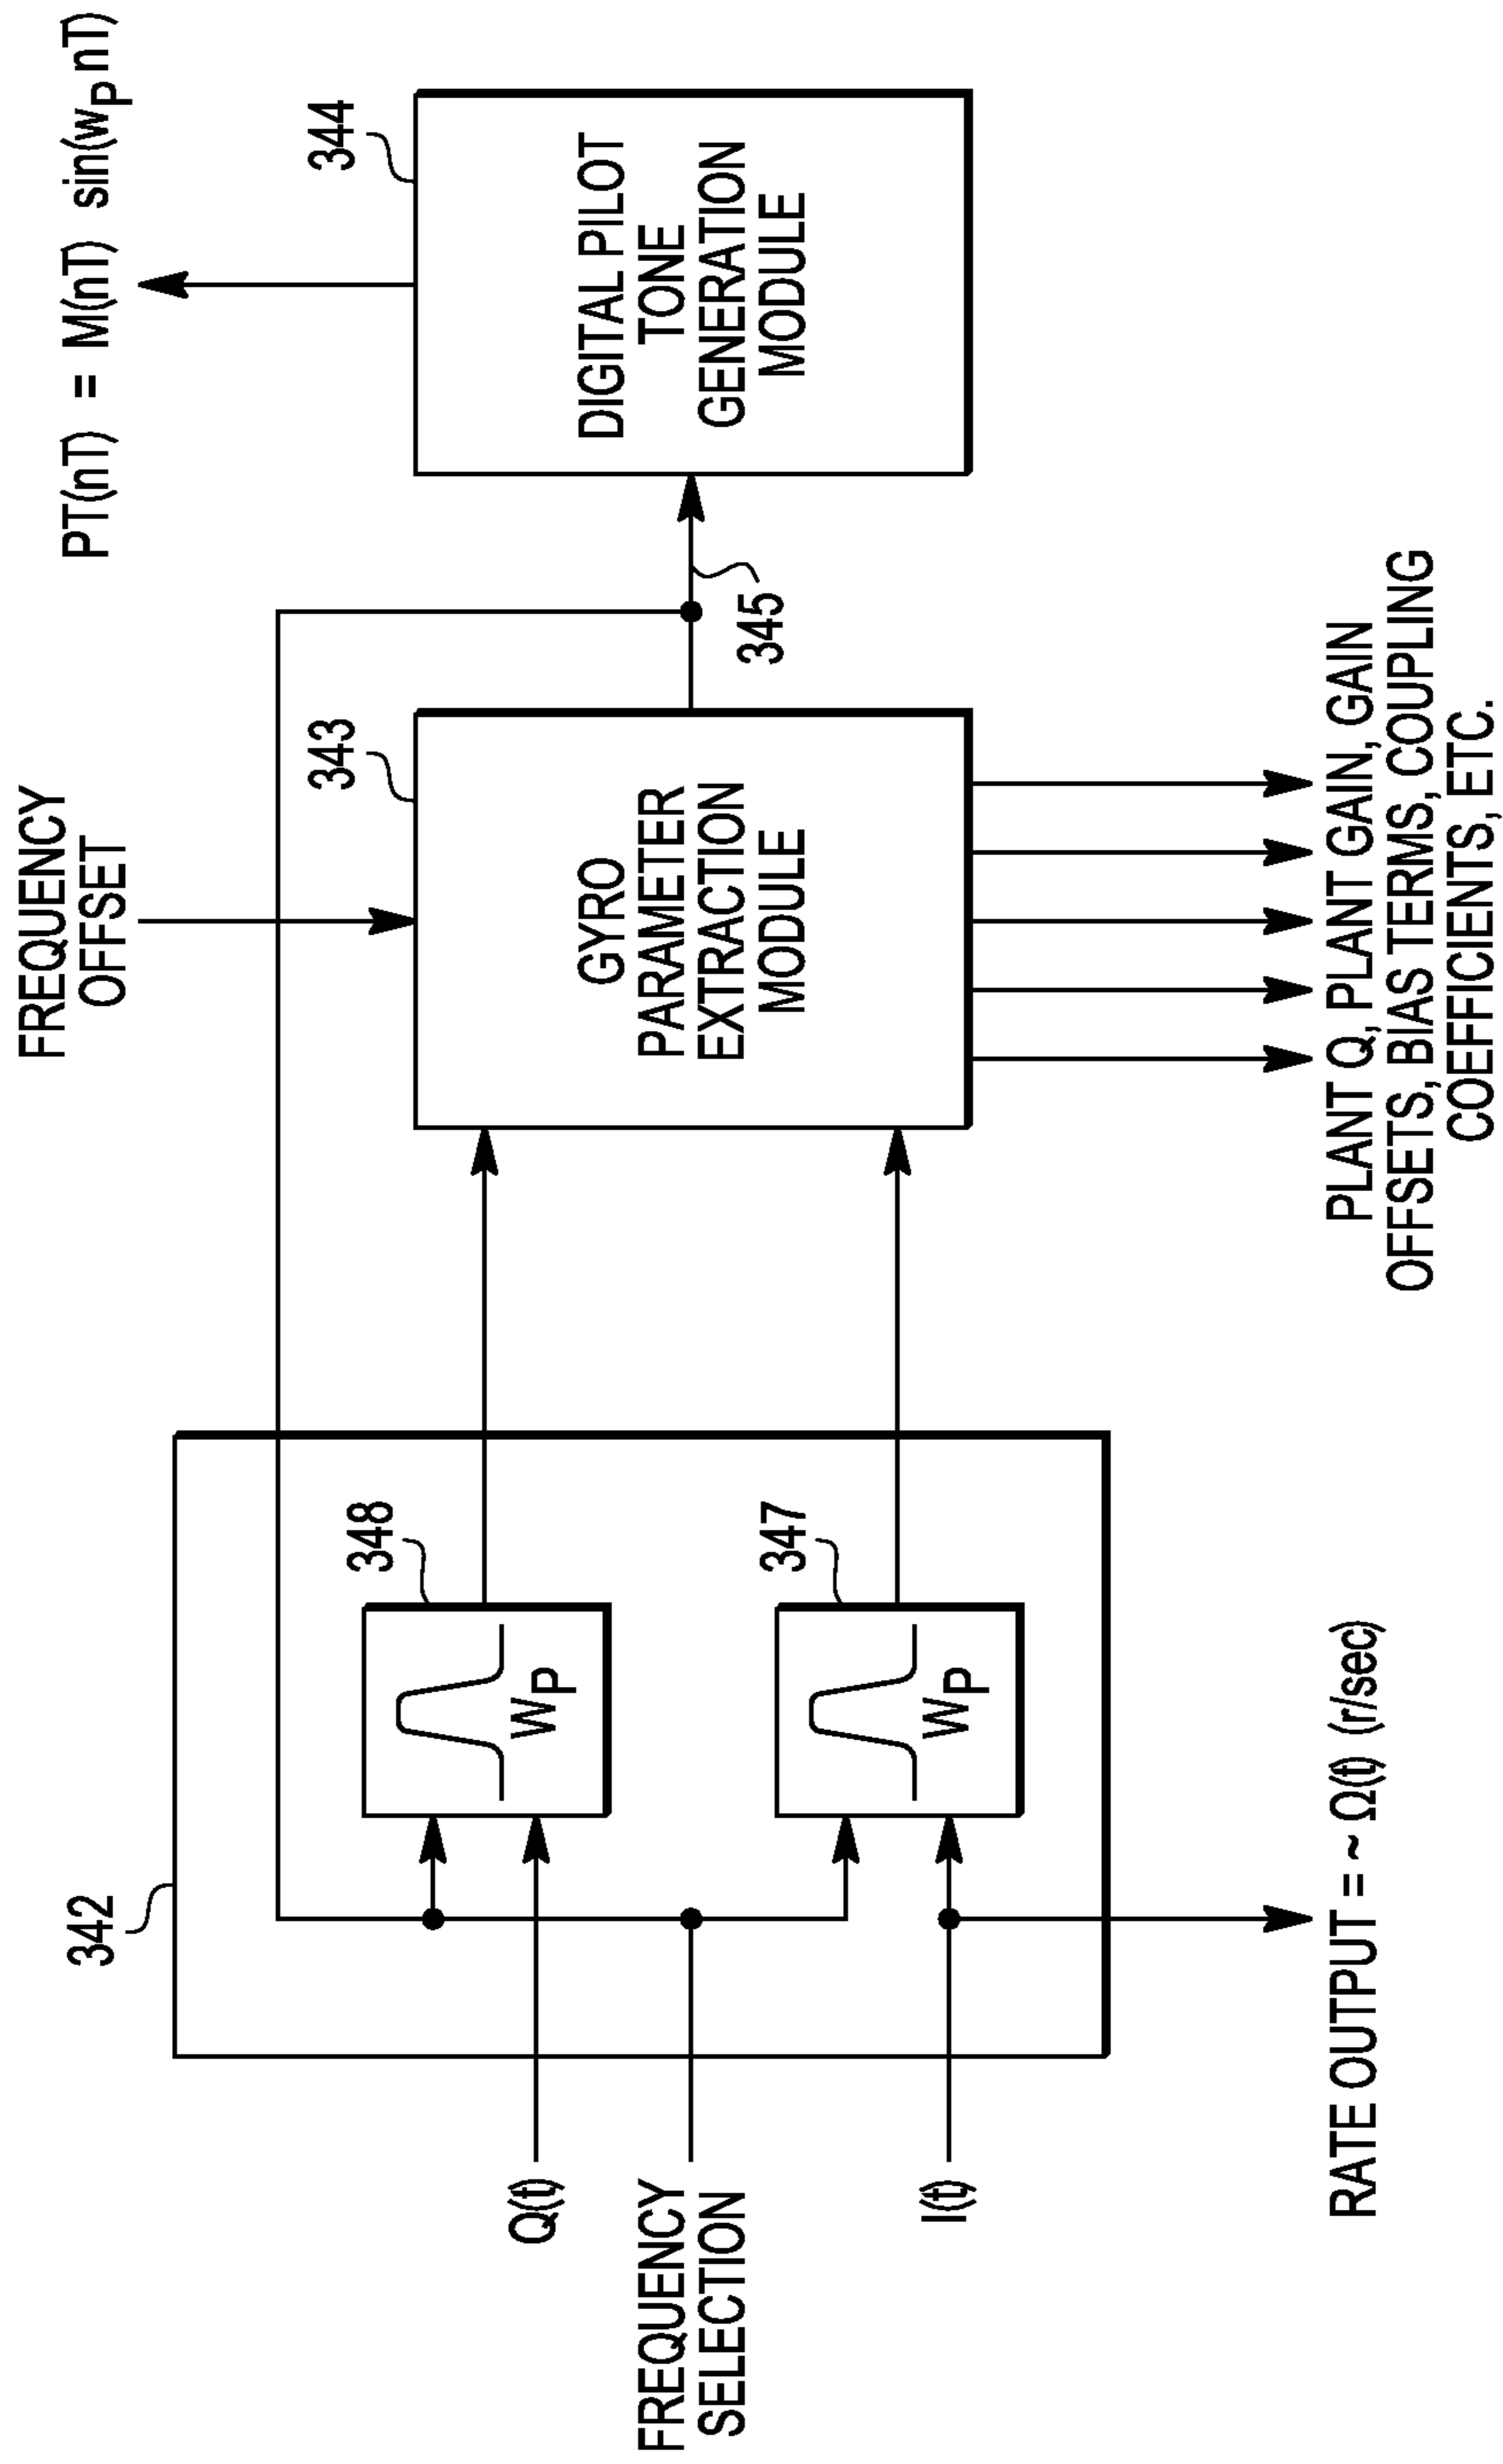 FREQUENCY
OFFSET
PT(nT) = M(nT) sin(wP nT)
342
348
343
344
Q(t)
WP
GYRO
PARAMETER
EXTRACTION
MODULE
DIGITAL PILOT
TONE
GENERATION
MODULE
FREQUENCY
SELECTION
345
347
I(t)
WP
RATE OUTPUT = ~ Ω(t) (r/sec)
PLANT Q, PLANT GAIN, GAIN
OFFSETS, BIAS TERMS, COUPLING
COEFFICIENTS, ETC.